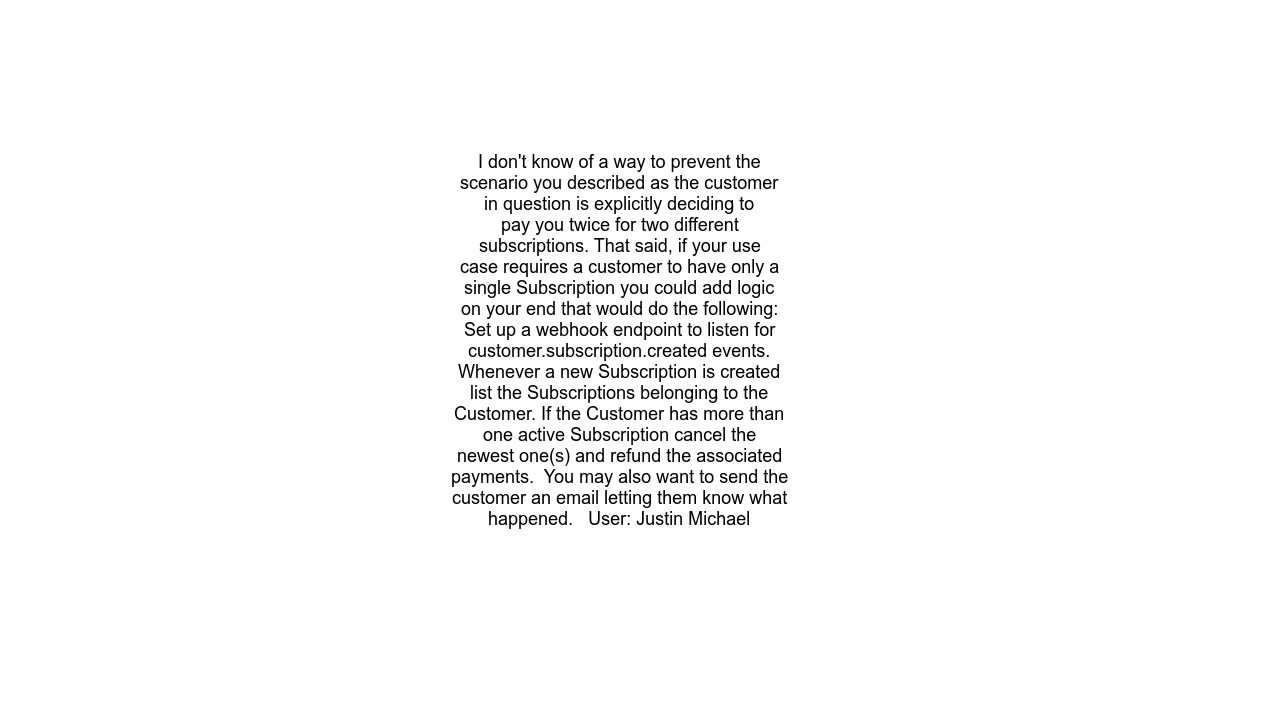 I don't know of a way to prevent the
scenario you described as the customer
in question is explicitly deciding to
pay you twice for two different
subscriptions. That said, if your use
case requires a customer to have only a
single Subscription you could add logic
on your end that would do the following:
Set up a webhook endpoint to listen for
customer.subscription.created events.
Whenever a new Subscription is created
list the Subscriptions belonging to the
Customer. If the Customer has more than
one active Subscription cancel the
newest one(s) and refund the associated
payments.  You may also want to send the
customer an email letting them know what
happened.   User: Justin Michael